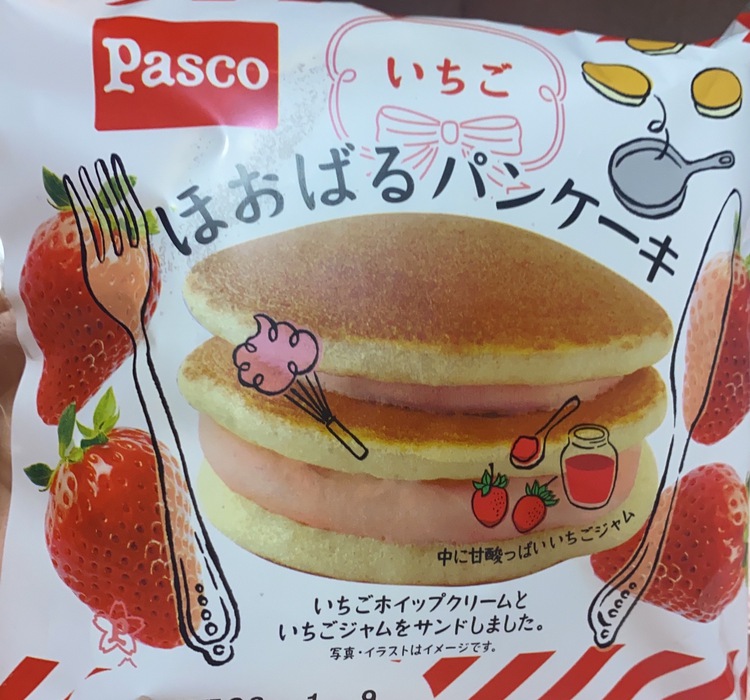 Pasco
いちご
ほおばるパンケーキ
中に甘酸っぱいいちごジャム
いちごホイップクリームと
いちごジャムをサンドしました。
写真・イラストはイメージです。